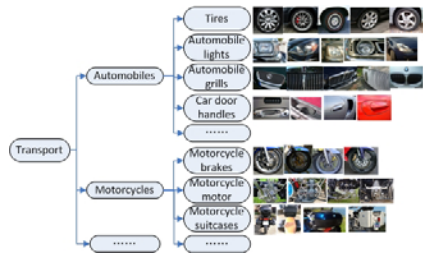 Tires
Automobile
lights
Automobiles
Automobile
grills
Car door
handles
......
Transport
Motorcycle
brakes
Motorcycles
Motorcycle
motor
Motorcycle
suitcases
......
......